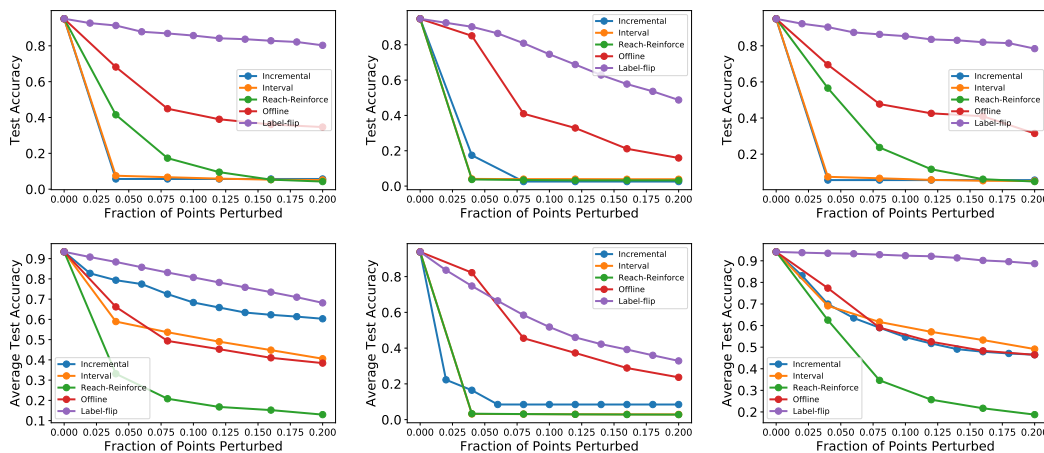 Test Accuracy
0.8
0.6
0.4
0.2
0.0
Incremental
Interval
Reach-Reinforce
Offline
Label-flip
0.000 0.025 0.050 0.075 0.100 0.125 0.150 0.175 0.200
Fraction of Points Perturbed
Test Accuracy
0.8
0.6
0.4
0.2
0.0
Incremental
Interval
Reach-Reinforce
Offline
Label-flip
0.000 0.025 0.050 0.075 0.100 0.125 0.150 0.175 0.200
Fraction of Points Perturbed
Test Accuracy
0.8
0.6
0.4
0.2
Incremental
Interval
Reach-Reinforce
Offline
Label-flip
0.000 0.025 0.050 0.075 0.100 0.125 0.150 0.175 0.200
Fraction of Points Perturbed
Average Test Accuracy
0.9
0.8
0.7
0.6
0.5
0.4
0.3
0.2
0.1
Incremental
Interval
Reach-Reinforce
Offline
Label-flip
0.000 0.025 0.050 0.075 0.100 0.125 0.150 0.175 0.200
Fraction of Points Perturbed
Average Test Accuracy
0.8
0.6
0.4
0.2
0.0
Incremental
Interval
Reach-Reinforce
Offline
Label-flip
0.000 0.025 0.050 0.075 0.100 0.125 0.150 0.175 0.200
Fraction of Points Perturbed
Average Test Accuracy
0.9
0.8
0.7
0.6
0.5
0.4
0.3
0.2
Incremental
Interval
Reach-Reinforce
Offline
Label-flip
0.000 0.025 0.050 0.075 0.100 0.125 0.150 0.175 0.200
Fraction of Points Perturbed